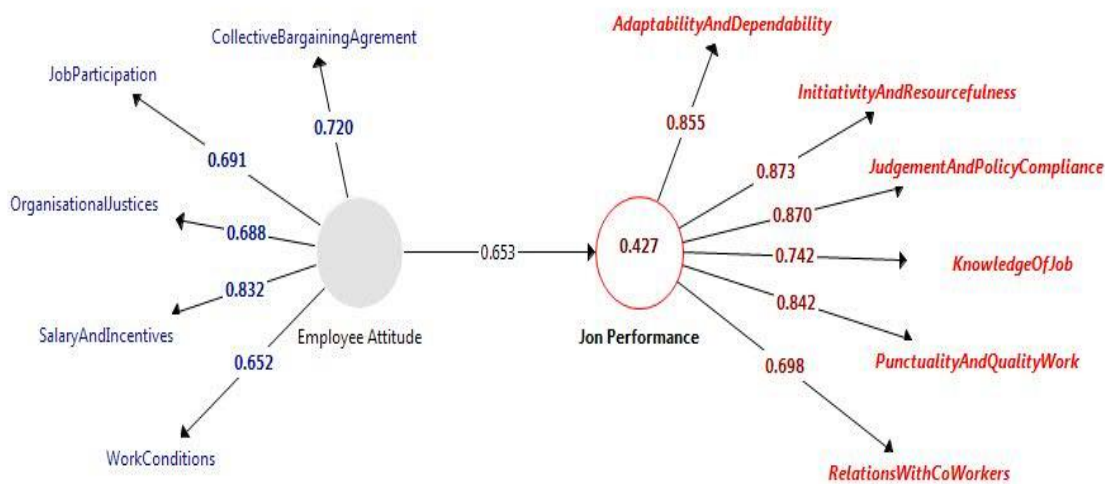 CollectiveBargainingAgrement
JobParticipation
0.720
0.691
OrganisationalJustices
0.688
0.832
SalaryAndIncentives
0.652
WorkConditions
Employee Attitude
0.653
0.427
Jon Performance
AdaptabilityAndDependability
0.855
InitiativityAndResourcefulness
0.873
JudgementAndPolicyCompliance
0.870
0.742
KnowledgeOfJob
0.842
PunctualityAndQualityWork
0.698
RelationsWithCoWorkers